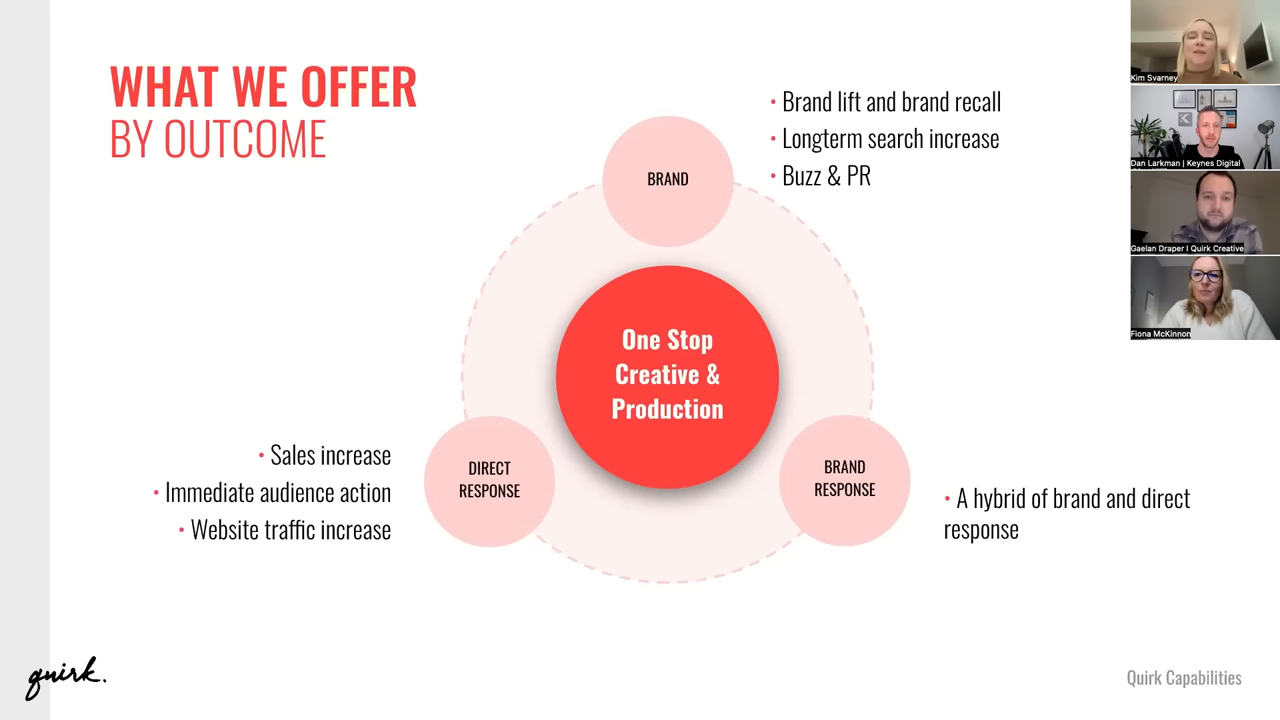 WHAT WE OFFER
BY OUTCOME
BRAND
• Brand lift and brand recall
• Longterm search increase
• Buzz & PR
One Stop
Creative &
Production
• Sales increase
• Immediate audience action
• Website traffic increase
DIRECT
RESPONSE
BRAND
RESPONSE
• A hybrid of brand and direct
response
quirk.
Quirk Capabilities
Kim Svarney
Dan Larkman | Keynes Digital
Gaelan Draper I Quirk Creative
Fiona McKinnon